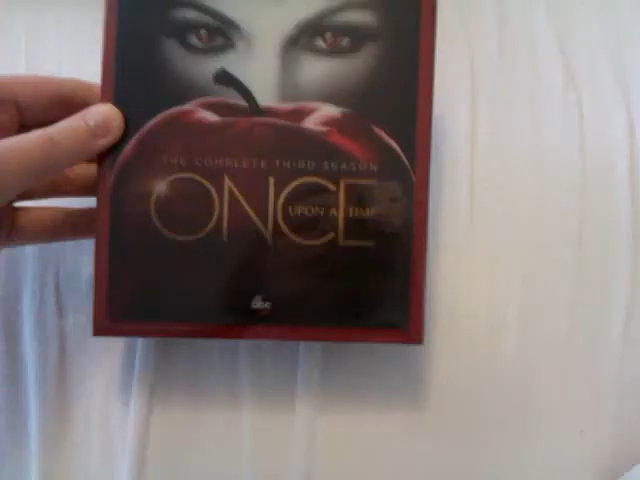 THE COMPLETE THIRD SEASON
ONCE
UPON A TIME
abc